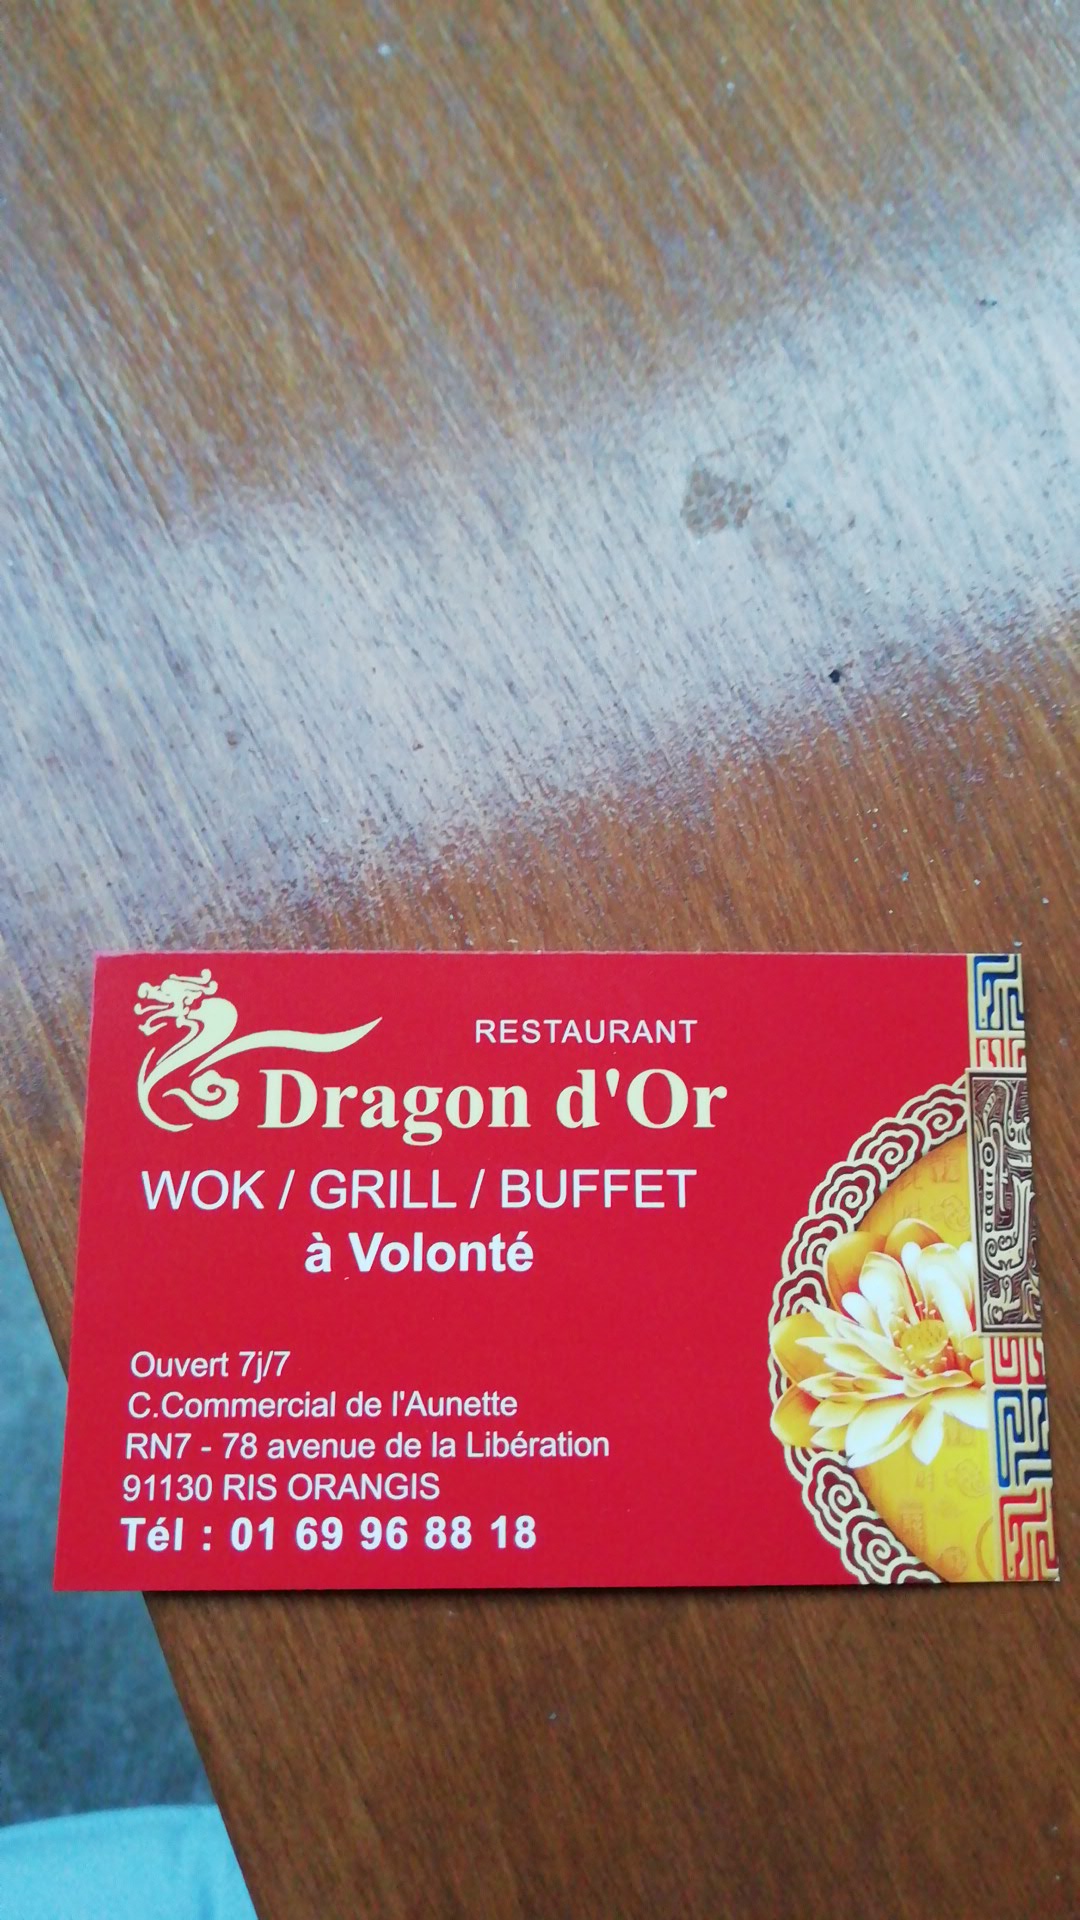 RESTAURANT
Dragon d'Or
WOK / GRILL / BUFFET
à Volonté
Ouvert 7j/7
C.Commercial de l'Aunette
RN7 - 78 avenue de la Libération
91130 RIS ORANGIS
Tél : 01 69 96 88 18